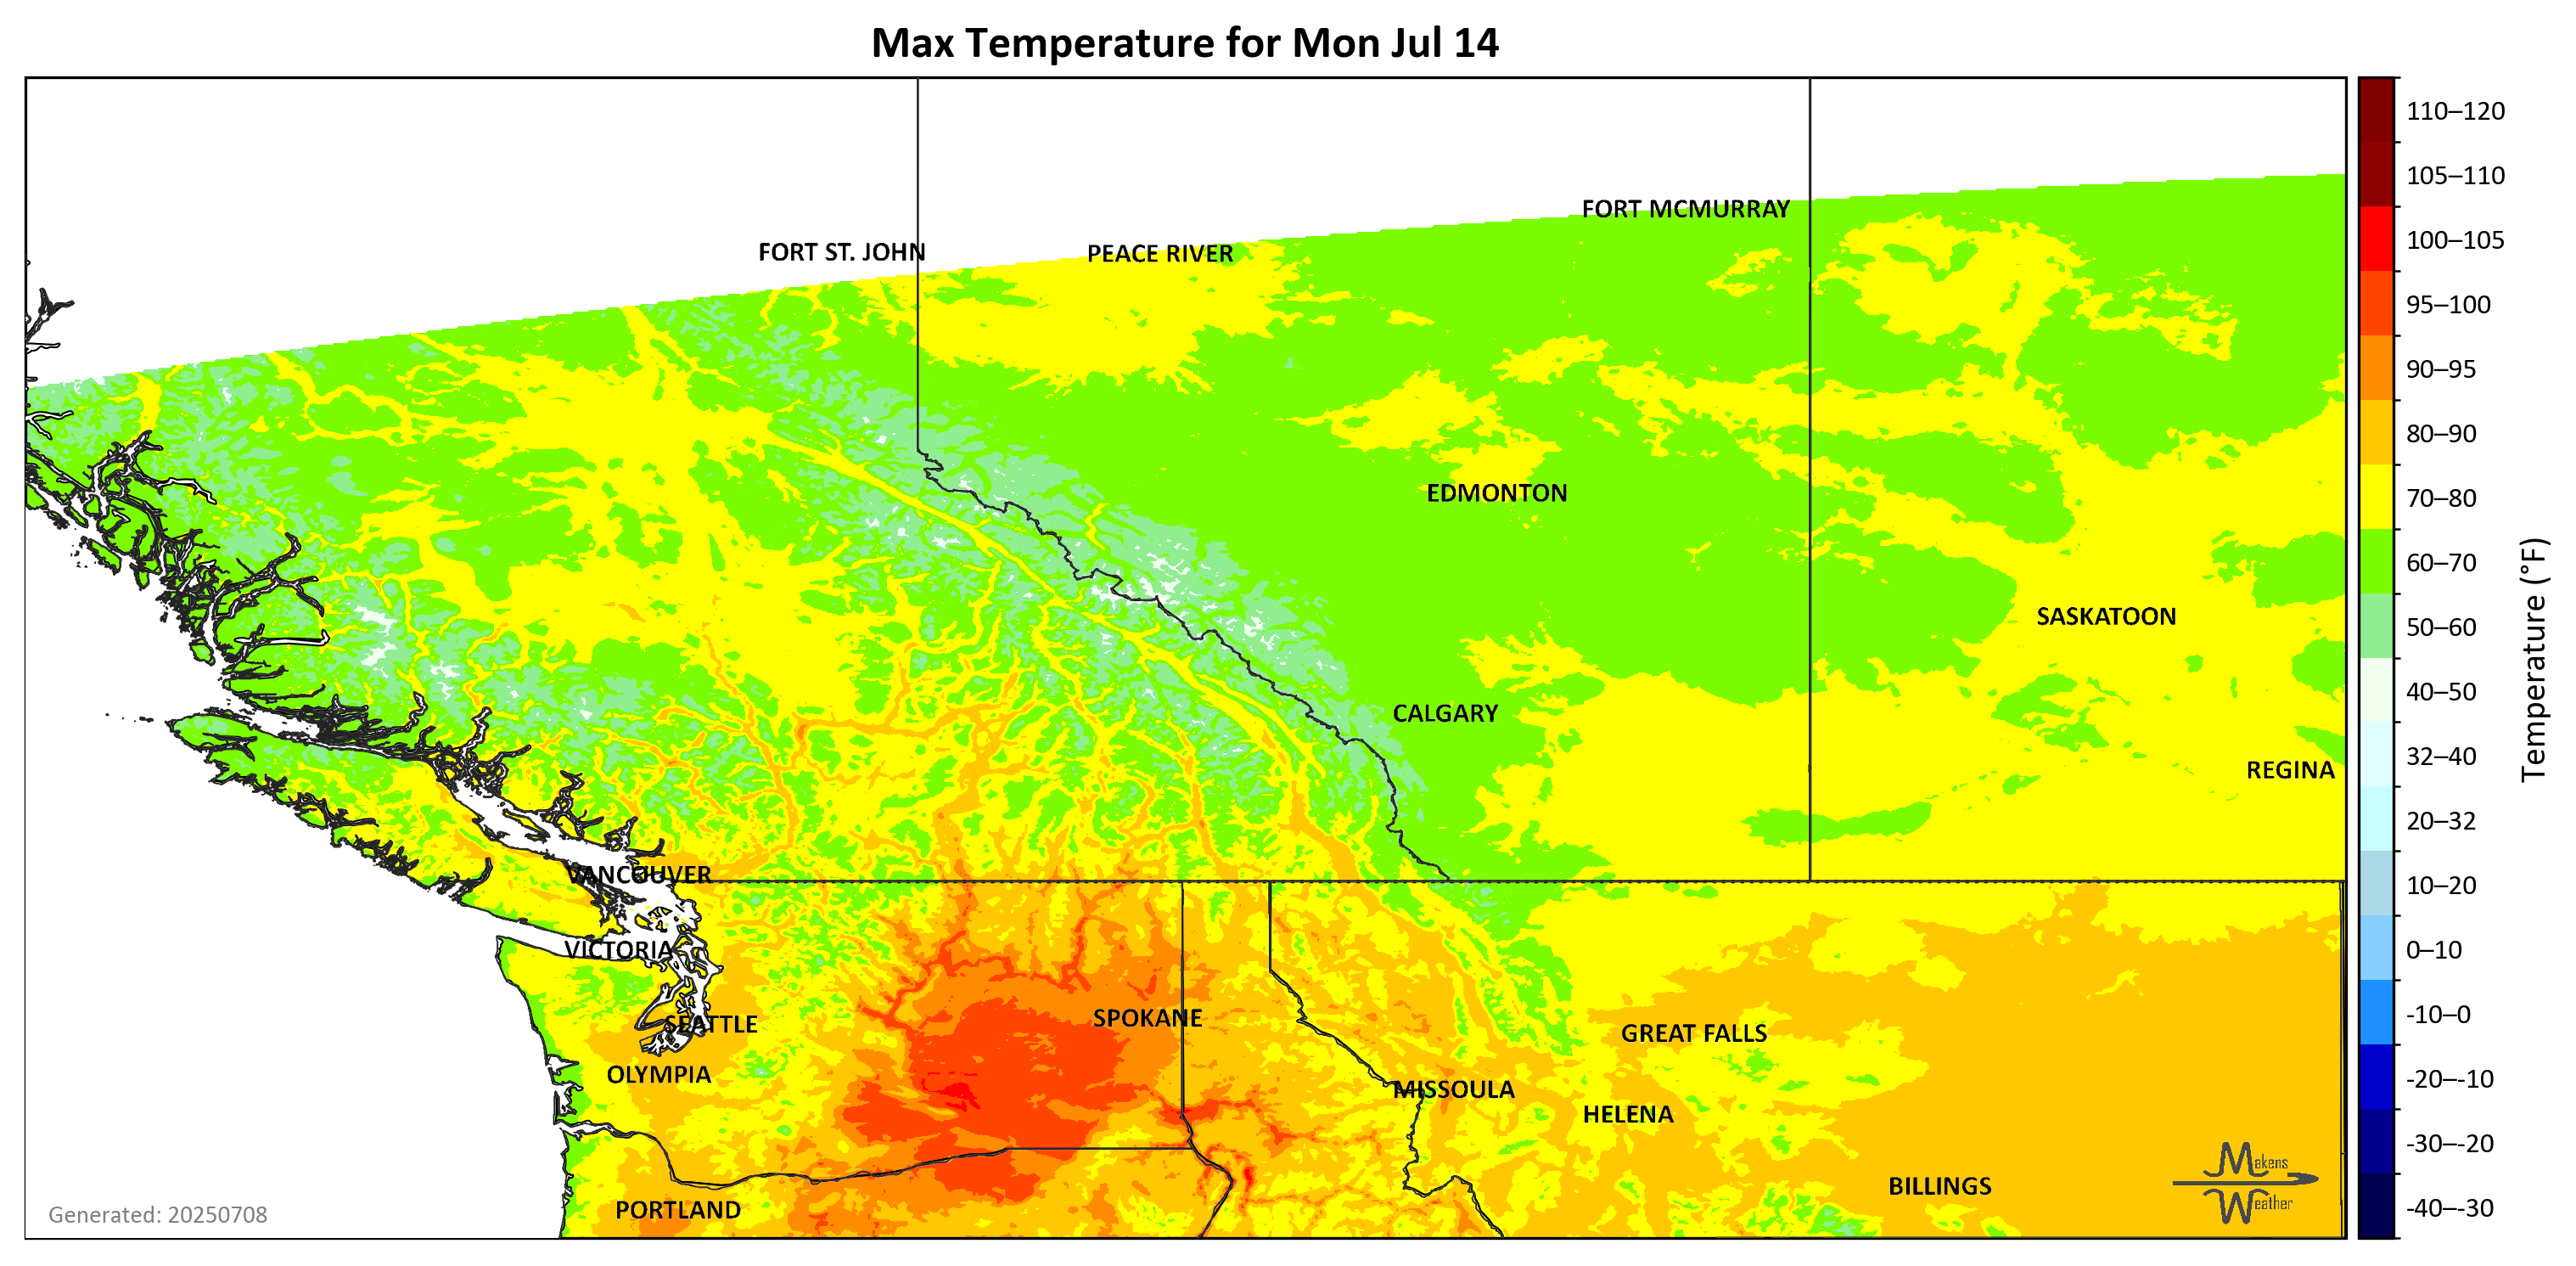 Max Temperature for Mon Jul 14
110–120
105–110
FORT MCMURRAY
100–105
FORT ST. JOHN
PEACE RIVER
95–100
90–95
80–90
EDMONTON
70–80
60–70
SASKATOON
50–60
Temperature (°F)
40–50
CALGARY
32–40
REGINA
20–32
VANCOUVER
10–20
VICTORIA
0–10
SEATTLE
SPOKANE
GREAT FALLS
-10–0
OLYMPIA
MISSOULA
-20–-10
HELENA
-30–-20
Makens
Weather
BILLINGS
PORTLAND
-40–-30
Generated: 20250708